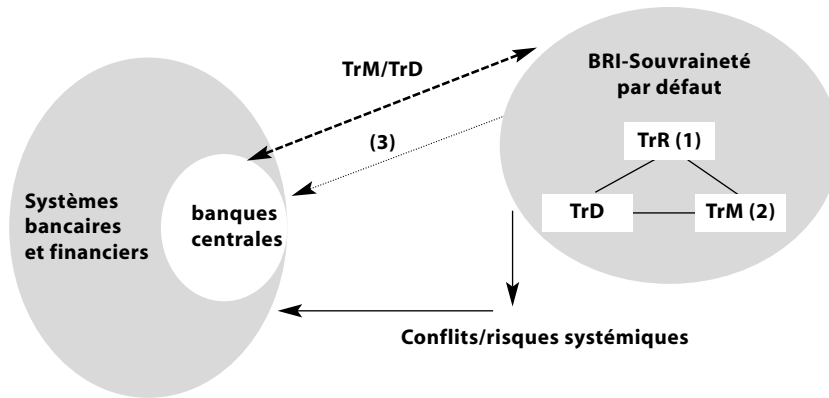 TrM/TrD
BRI-Souvraineté
par défaut
(3)
TrR (1)
TrD
TrM (2)
Systèmes
bancaires
et financiers
banques
centrales
Conflits/risques systémiques